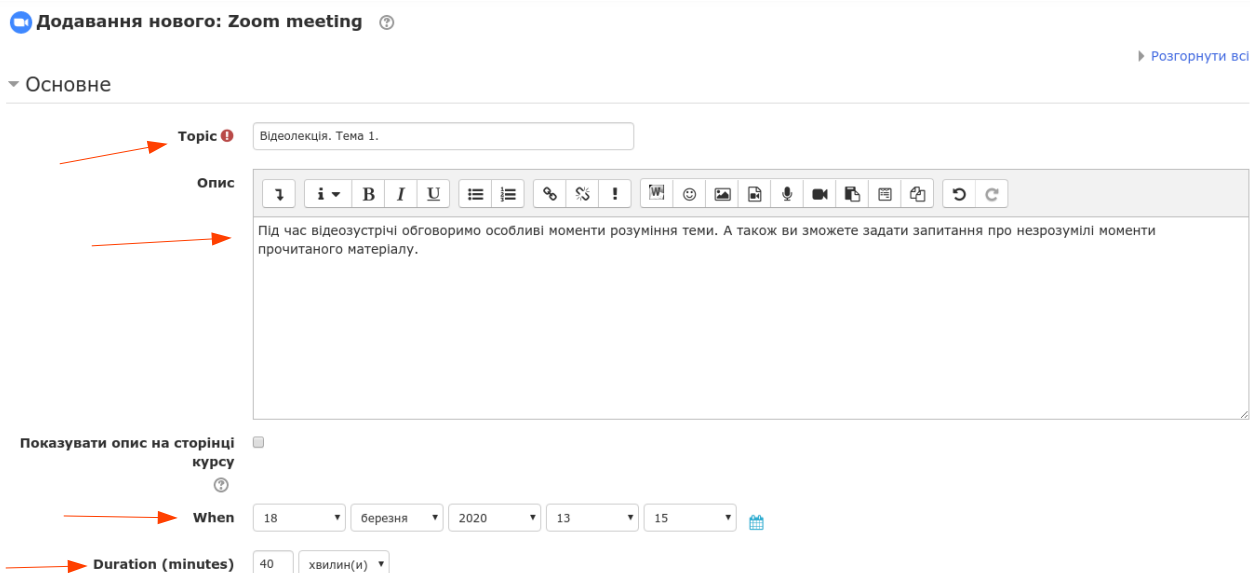 Додавання нового: Zoom meeting
Розгорнути всі
Основне
Topic Відеолекція. Тема 1.
Опис
i B I U W
Під час відеозустрічі обговоримо особливі моменти розуміння теми. А також ви зможете задати запитання про незрозумілі моменти
прочитаного матеріалу.
Показувати опис на сторінці
курсу
When 18 березня 2020 13 15
Duration (minutes) 40 хвилин(и)